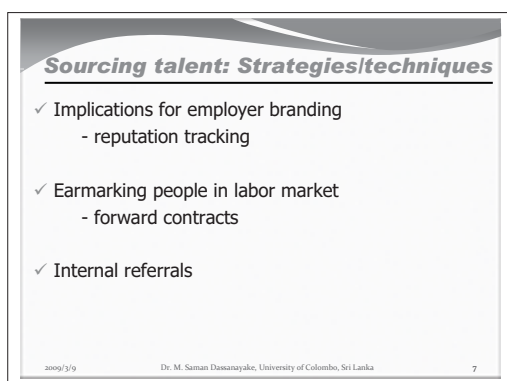 Sourcing talent: Strategies/techniques
✓ Implications for employer branding
- reputation tracking
✓ Earmarking people in labor market
- forward contracts
✓ Internal referrals
2009/3/9 Dr. M. Saman Dassanayake, University of Colombo, Sri Lanka 7